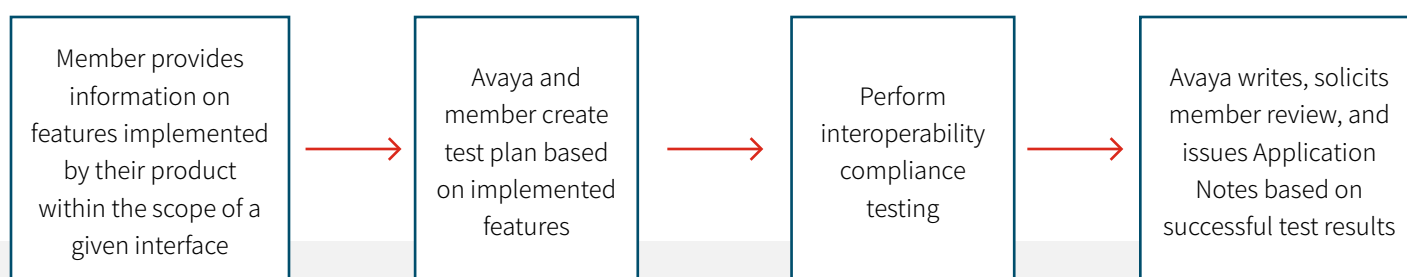 Member provides
information on
features implemented
by their product
within the scope of a
given interface
Avaya and
member create
test plan based
on implemented
features
Perform
interoperability
compliance
testing
Avaya writes, solicits
member review, and
issues Application
Notes based on
successful test results